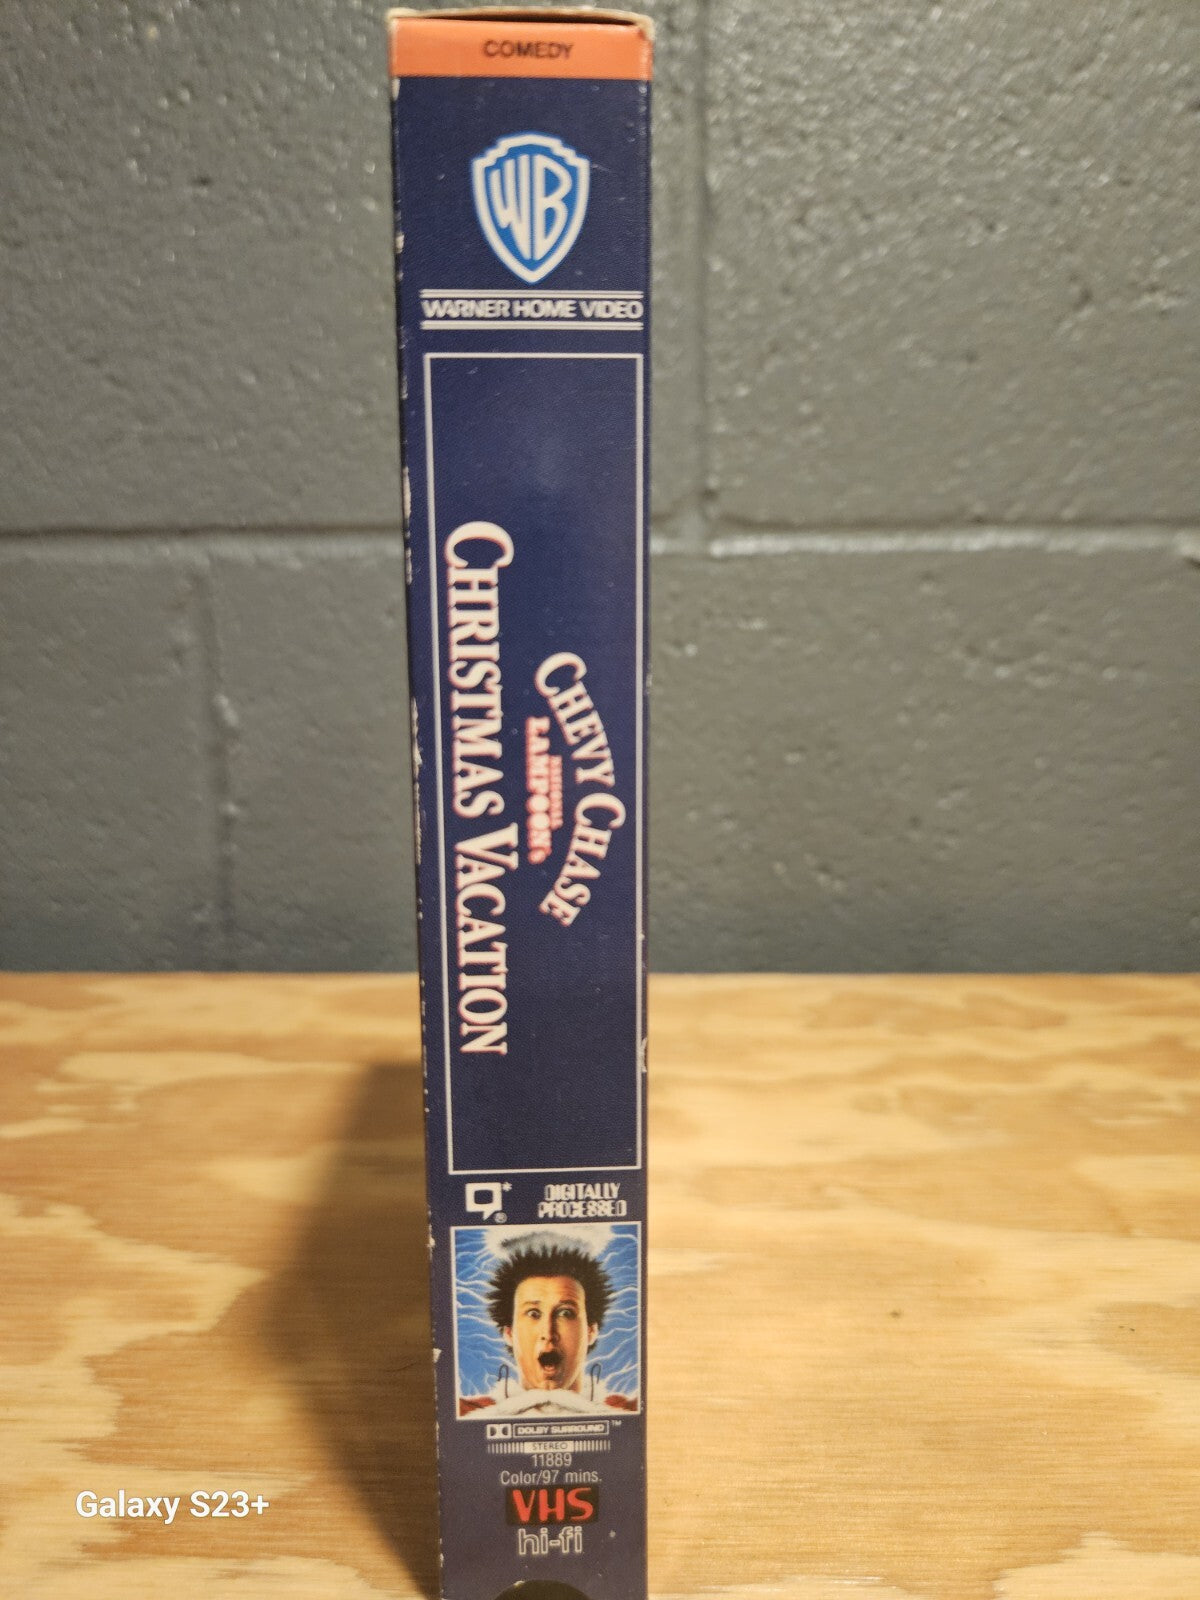 COMEDY
WB
WARNER HOME VIDEO
CHEVY CHASE
NATIONAL
LAMPOON's
CHRISTMAS VACATION
DIGITALLY
PROCESSED
DOLBY SURROUND™
STEREO
11889
Color/97 mins.
VHS
hi-fi
Galaxy S23+